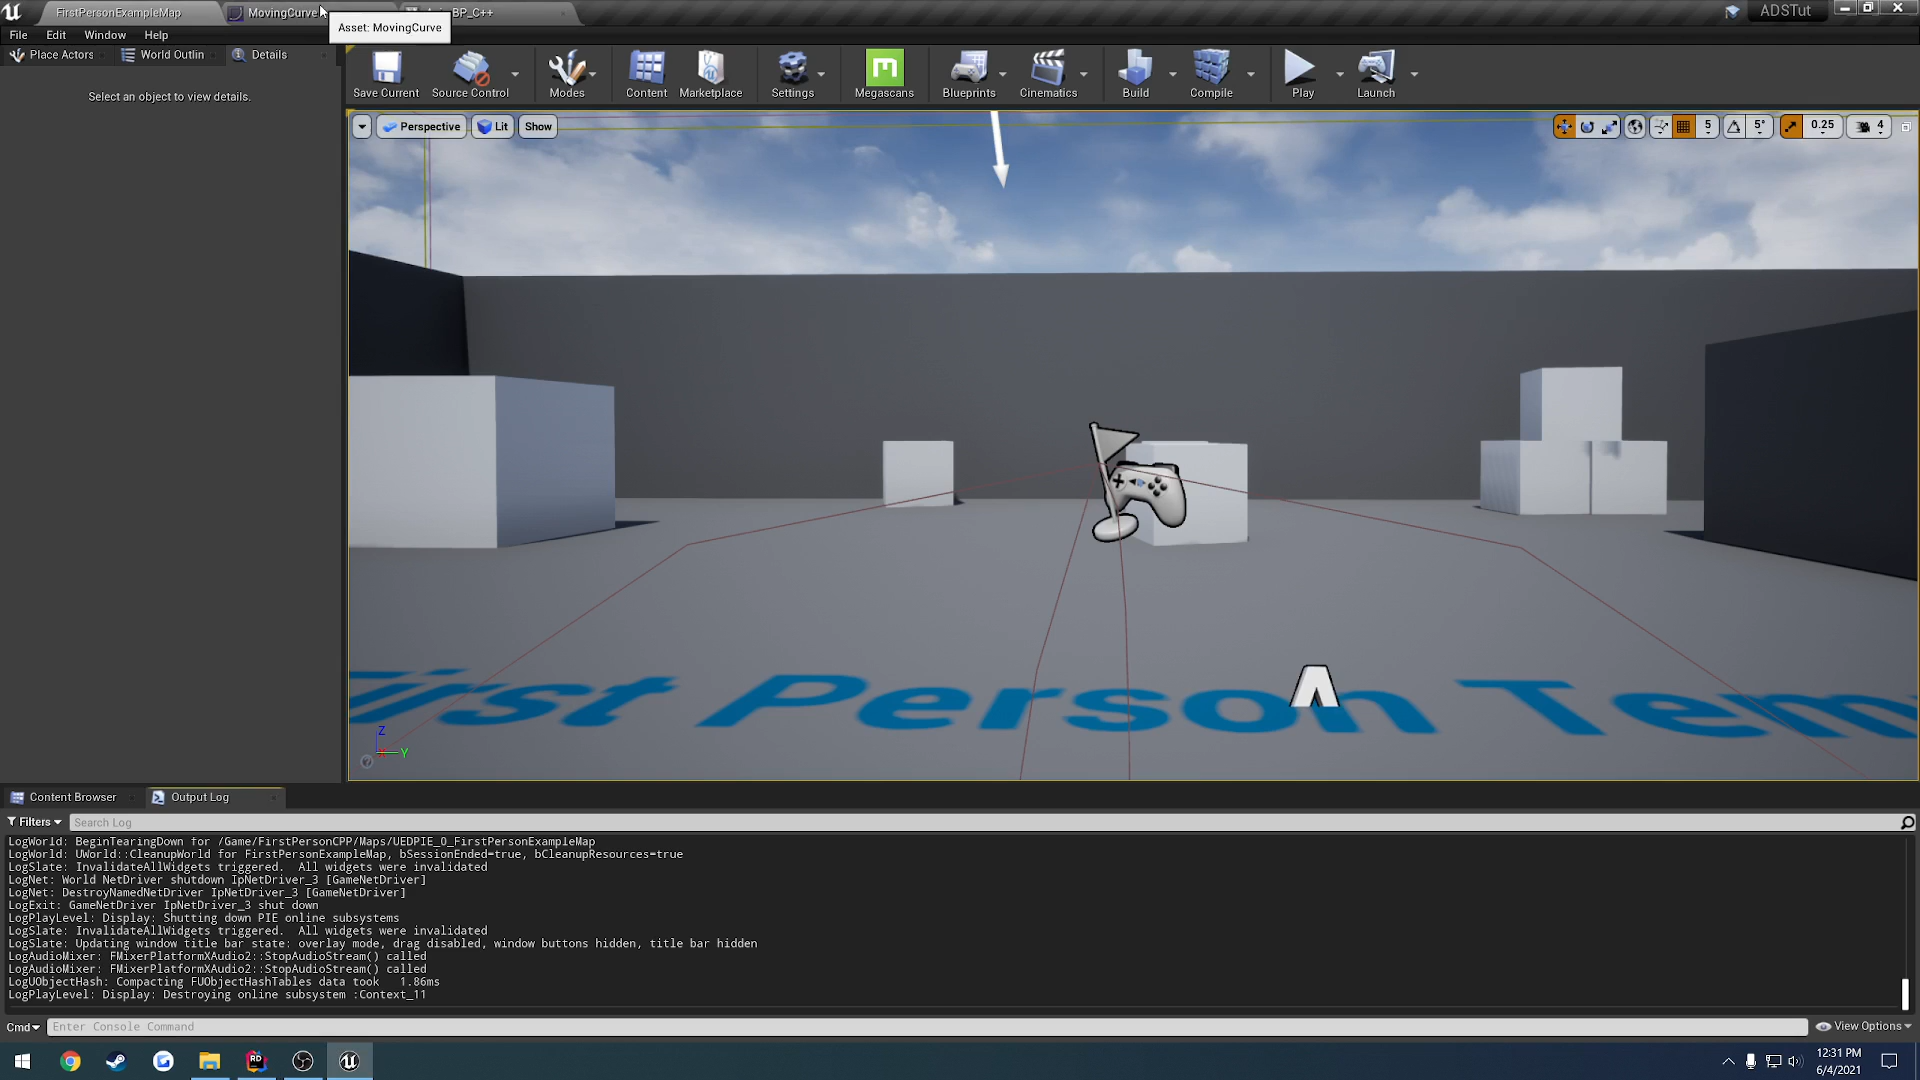 FirstPersonExampleMap
MovingCurve
BP_C++
ADSTut
Asset: MovingCurve
File Edit Window Help
Place Actors World Outlin Details
Select an object to view details.
Save Current Source Control Modes Content Marketplace Settings Megascans Blueprints Cinematics Build Compile Play Launch
Perspective Lit Show
5 5° 0.25 4
First Person Tem
Z
Y
Content Browser Output Log
Filters Search Log
LogWorld: BeginTearingDown for /Game/FirstPersonCPP/Maps/UEDPIE_0_FirstPersonExampleMap
LogWorld: UWorld::CleanupWorld for FirstPersonExampleMap, bSessionEnded=true, bCleanupResources=true
LogSlate: InvalidateAllWidgets triggered.  All widgets were invalidated
LogNet: World NetDriver shutdown IpNetDriver_3 [GameNetDriver]
LogNet: DestroyNamedNetDriver IpNetDriver_3 [GameNetDriver]
LogExit: GameNetDriver IpNetDriver_3 shut down
LogPlayLevel: Display: Shutting down PIE online subsystems
LogSlate: InvalidateAllWidgets triggered.  All widgets were invalidated
LogSlate: Updating window title bar state: overlay mode, drag disabled, window buttons hidden, title bar hidden
LogAudioMixer: FMixerPlatformXAudio2::StopAudioStream() called
LogAudioMixer: FMixerPlatformXAudio2::StopAudioStream() called
LogUObjectHash: Compacting FUObjectHashTables data took   1.86ms
LogPlayLevel: Display: Destroying online subsystem :Context_11
Cmd Enter Console Command View Options
12:31 PM
6/4/2021